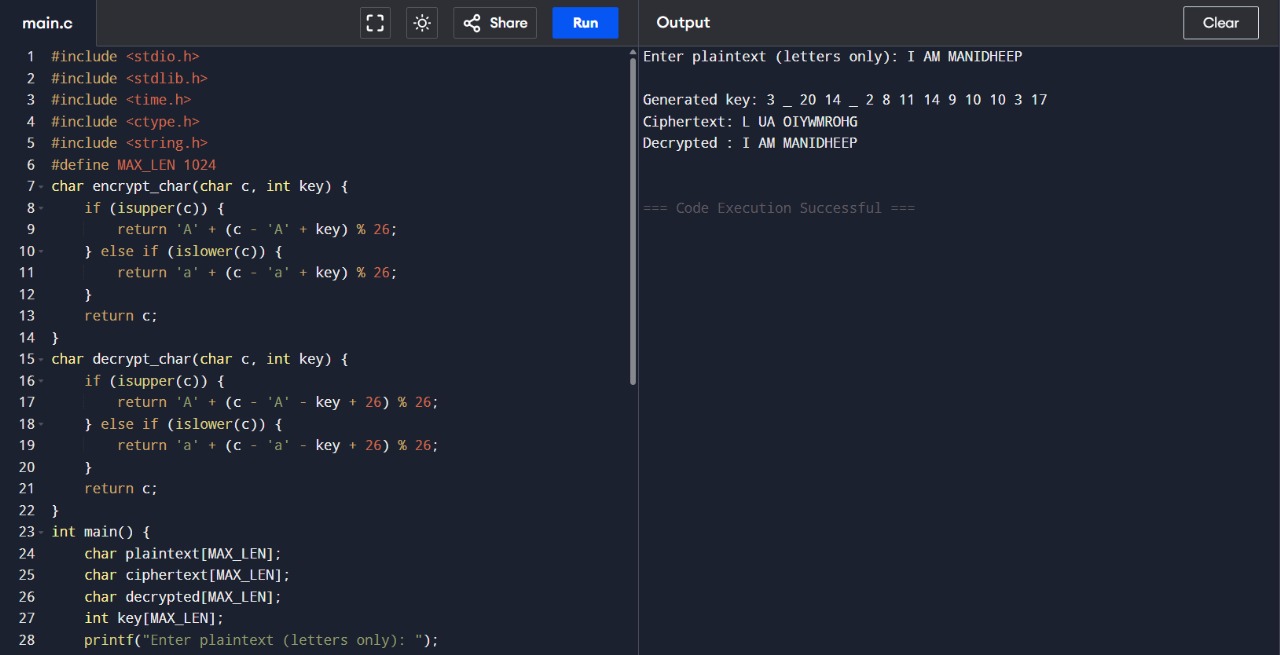 main.c
Share
Run
Output
Clear
1 #include <stdio.h>
2 #include <stdlib.h>
3 #include <time.h>
4 #include <ctype.h>
5 #include <string.h>
6 #define MAX_LEN 1024
7 char encrypt_char(char c, int key) {
8     if (isupper(c)) {
9         return 'A' + (c - 'A' + key) % 26;
10     } else if (islower(c)) {
11         return 'a' + (c - 'a' + key) % 26;
12     }
13     return c;
14 }
15 char decrypt_char(char c, int key) {
16     if (isupper(c)) {
17         return 'A' + (c - 'A' - key + 26) % 26;
18     } else if (islower(c)) {
19         return 'a' + (c - 'a' - key + 26) % 26;
20     }
21     return c;
22 }
23 int main() {
24     char plaintext[MAX_LEN];
25     char ciphertext[MAX_LEN];
26     char decrypted[MAX_LEN];
27     int key[MAX_LEN];
28     printf("Enter plaintext (letters only): ");
Enter plaintext (letters only): I AM MANIDHEEP
Generated key: 3 _ 20 14 _ 2 8 11 14 9 10 10 3 17
Ciphertext: L UA OIYWMROHG
Decrypted : I AM MANIDHEEP
=== Code Execution Successful ===